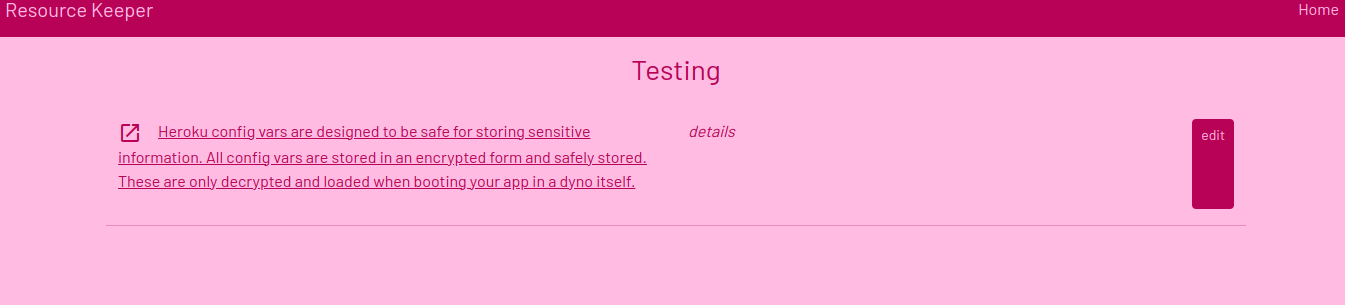 Resource Keeper Home
Testing
Heroku config vars are designed to be safe for storing sensitive details edit
information. All config vars are stored in an encrypted form and safely stored.
These are only decrypted and loaded when booting your app in a dyno itself.